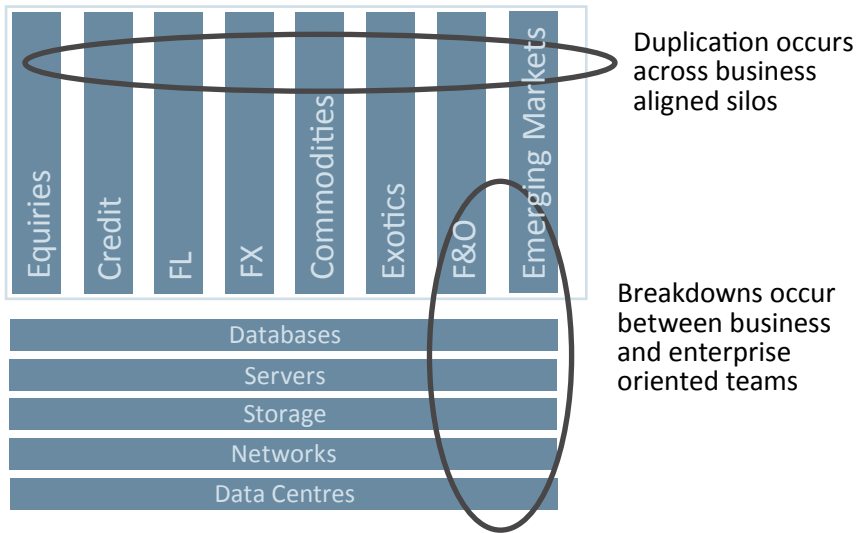 Equiries
Credit
FL
FX
Commodities
Exotics
F&O
Emerging Markets
Duplication occurs
across business
aligned silos
Breakdowns occur
between business
and enterprise
oriented teams
Databases
Servers
Storage
Networks
Data Centres